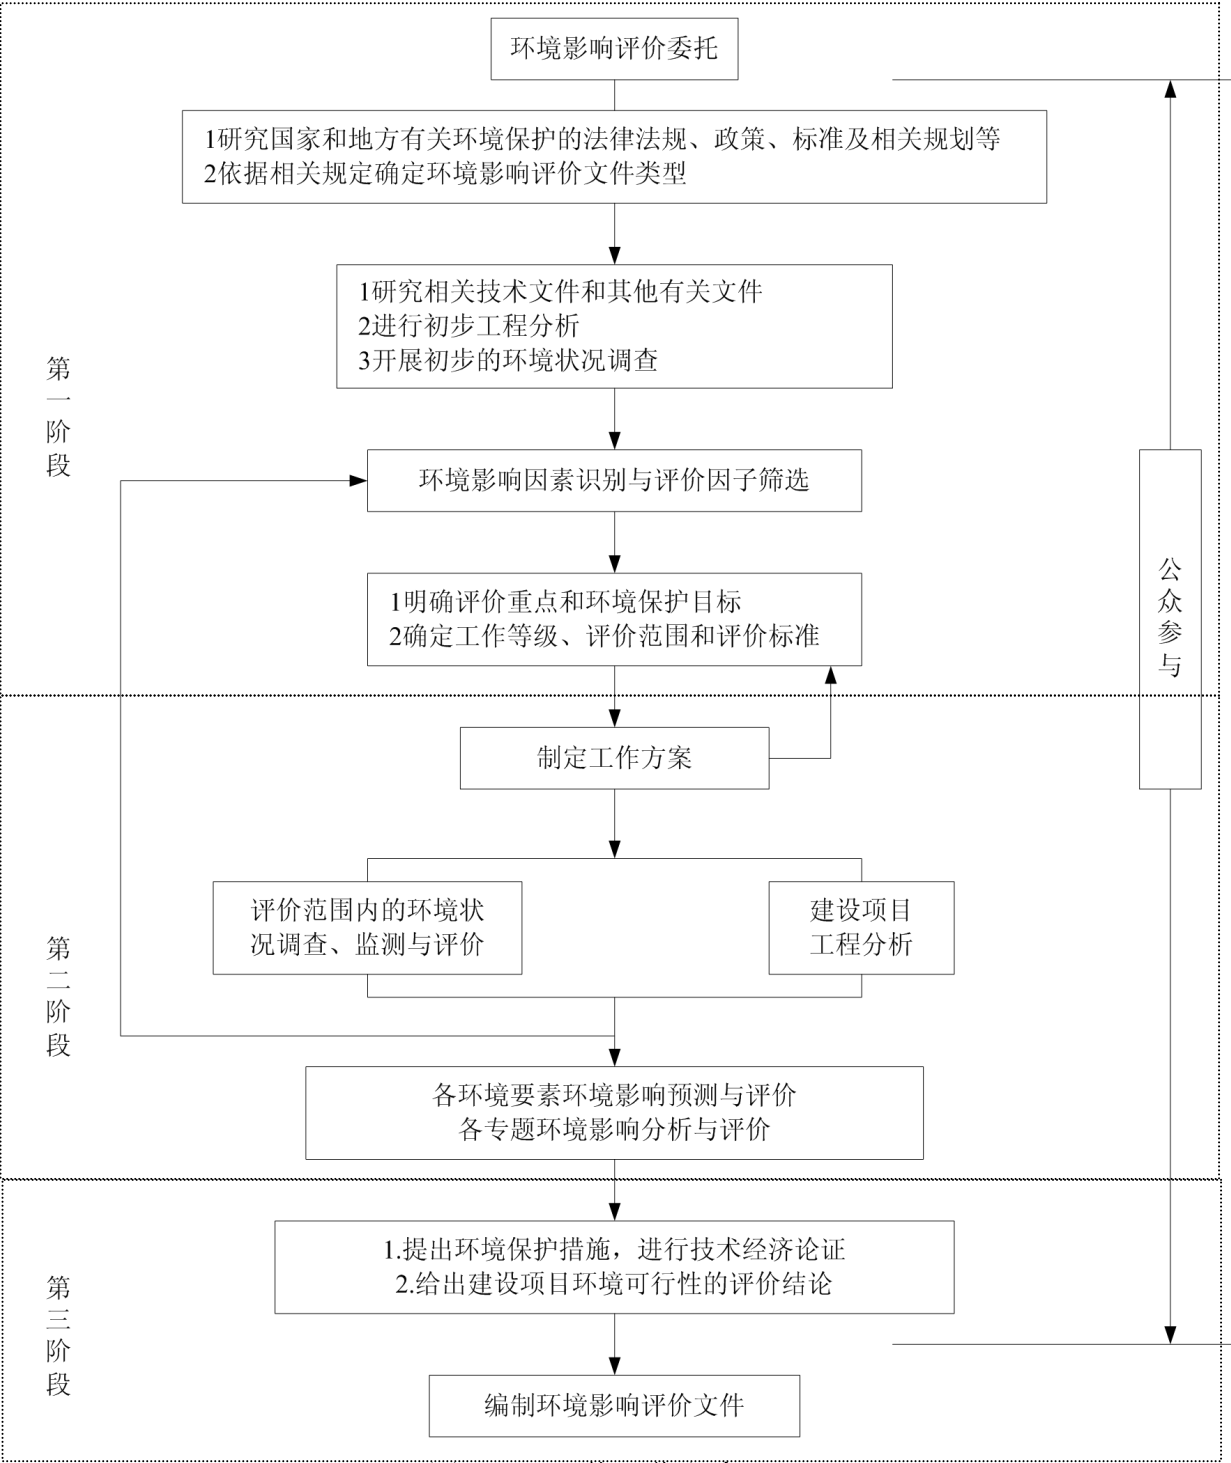 环境影响评价委托
1研究国家和地方有关环境保护的法律法规、政策、标准及相关规划等
2依据相关规定确定环境影响评价文件类型
1研究相关技术文件和其他有关文件
2进行初步工程分析
3开展初步的环境状况调查
第一阶段
环境影响因素识别与评价因子筛选
1明确评价重点和环境保护目标
2确定工作等级、评价范围和评价标准
公众参与
制定工作方案
评价范围内的环境状
况调查、监测与评价
建设项目
工程分析
第二阶段
各环境要素环境影响预测与评价
各专题环境影响分析与评价
1.提出环境保护措施，进行技术经济论证
2.给出建设项目环境可行性的评价结论
第三阶段
编制环境影响评价文件